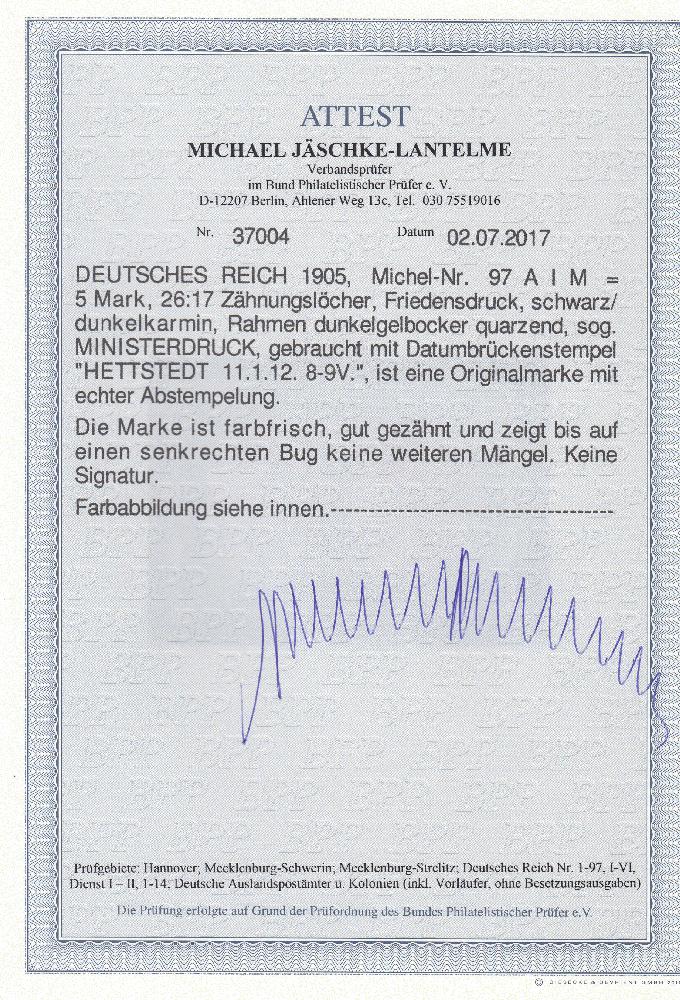 ATTEST
MICHAEL JÄSCHKE-LANTELME
Verbandsprüfer
im Bund Philatelistischer Prüfer e. V.
D-12207 Berlin, Ahlener Weg 13c, Tel. 030 75519016
Nr. 37004 Datum 02.07.2017
DEUTSCHES REICH 1905, Michel-Nr. 97 A I M =
5 Mark, 26:17 Zähnungslöcher, Friedensdruck, schwarz/
dunkelkarmin, Rahmen dunkelgelbocker quarzend, sog.
MINISTERDRUCK, gebraucht mit Datumbrückenstempel
"HETTSTEDT 11.1.12. 8-9V.", ist eine Originalmarke mit
echter Abstempelung.
Die Marke ist farbfrisch, gut gezähnt und zeigt bis auf
einen senkrechten Bug keine weiteren Mängel. Keine
Signatur.
Farbabbildung siehe innen.------------------------------------
Prüfgebiete: Hannover; Mecklenburg-Schwerin; Mecklenburg-Strelitz; Deutsches Reich Nr. 1-97, I-VI,
Dienst I – II, 1-14; Deutsche Auslandspostämter u. Kolonien (inkl. Vorläufer, ohne Besetzungsausgaben)
Die Prüfung erfolgte auf Grund der Prüfordnung des Bundes Philatelistischer Prüfer e.V.
© GIESECKE & DEVRIENT GMBH